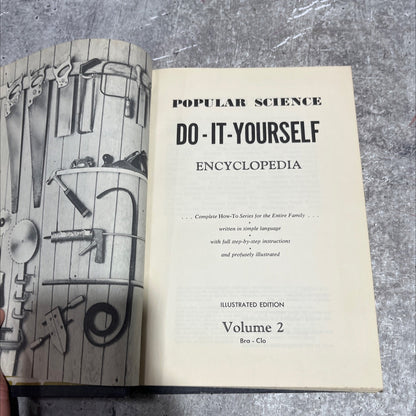 POPULAR SCIENCE
DO-IT-YOURSELF
ENCYCLOPEDIA
. . . Complete How-To Series for the Entire Family . . .
written in simple language
•
with full step-by-step instructions
•
and profusely illustrated
ILLUSTRATED EDITION
Volume 2
Bra - Clo